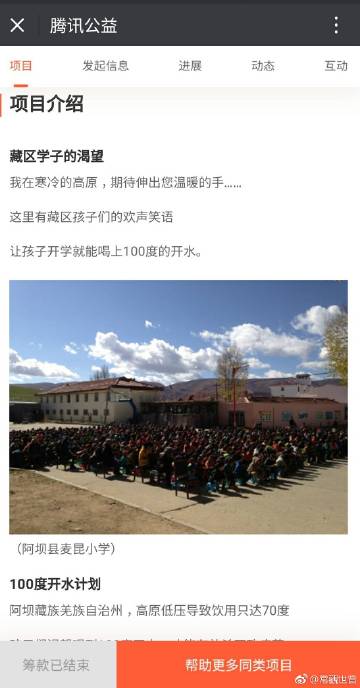 腾讯公益
项目 发起信息 进展 动态 互动
项目介绍
藏区学子的渴望
我在寒冷的高原，期待伸出您温暖的手......
这里有藏区孩子们的欢声笑语
让孩子开学就能喝上100度的开水。
（阿坝县麦昆小学）
100度开水计划
阿坝藏族羌族自治州，高原低压导致饮用只达70度
筹款已结束
帮助更多同类项目